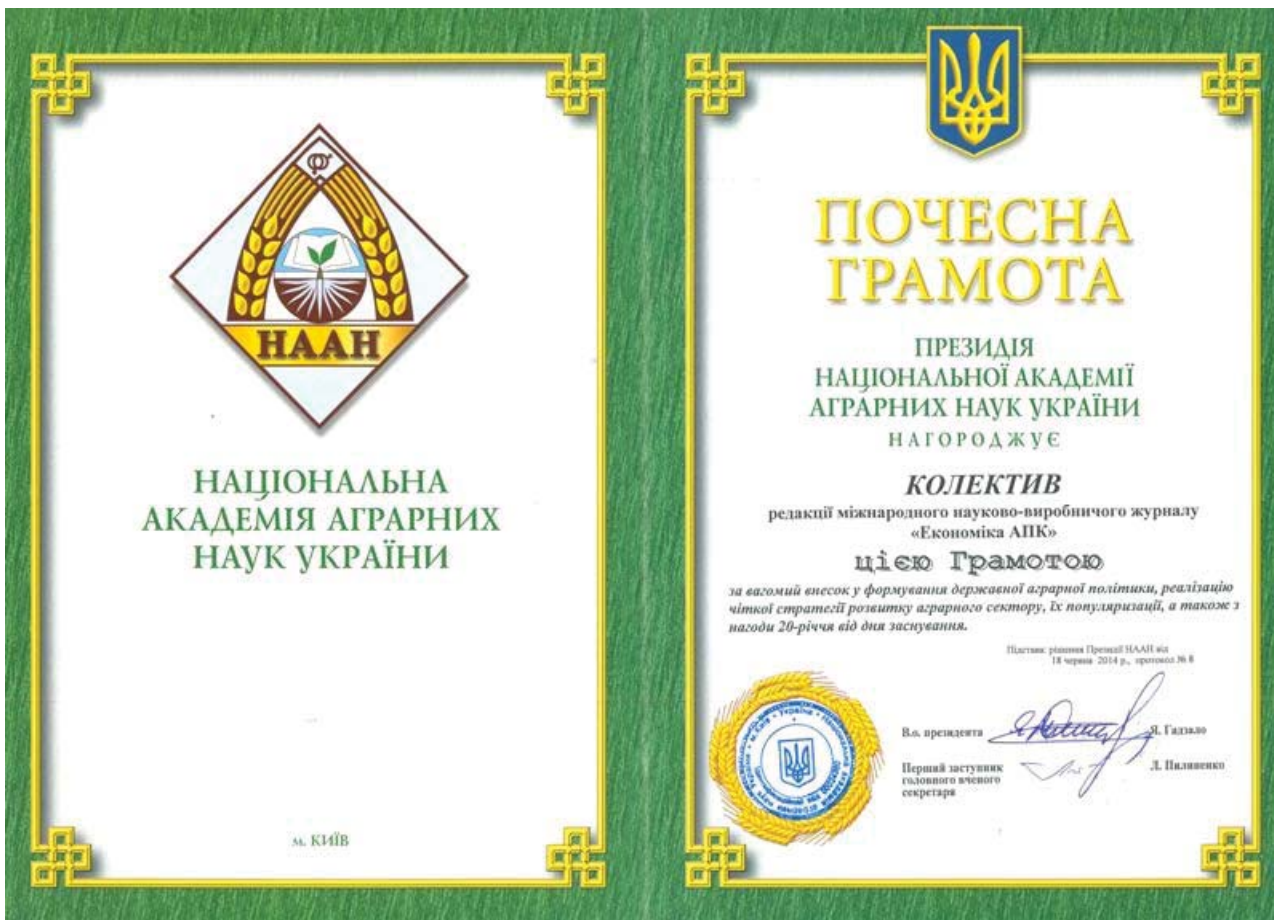 НААН
НАЦІОНАЛЬНА
АКАДЕМІЯ АГРАРНИХ
НАУК УКРАЇНИ
м. КИЇВ
ПОЧЕСНА
ГРАМОТА
ПРЕЗИДІЯ
НАЦІОНАЛЬНОЇ АКАДЕМІЇ
АГРАРНИХ НАУК УКРАЇНИ
НАГОРОДЖУЄ
КОЛЕКТИВ
редакції міжнародного науково-виробничого журналу
«Економіка АПК»
цією Грамотою
за вагомий внесок у формування державної аграрної політики, реалізацію
чіткої стратегії розвитку аграрного сектору, їх популяризації, а також з
нагоди 20-річчя від дня заснування.
Підстава: рішення Президії НААН від
18 червня 2014 р., протокол № 8
В.о. президента Я. Гадзало
Перший заступник Л. Пилипенко
головного вченого
секретаря